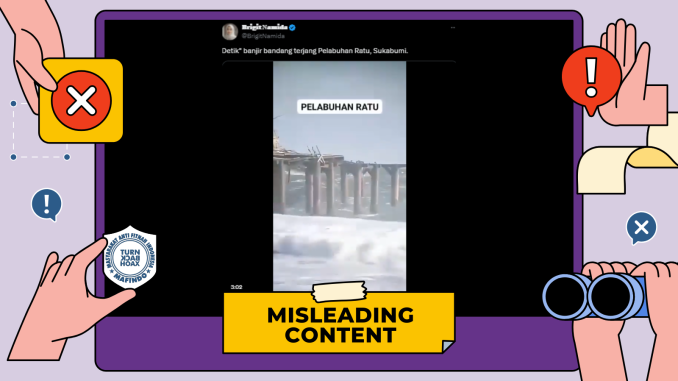 BrigitNamida
@BrigitNamida
Detik" banjir bandang terjang Pelabuhan Ratu, Sukabumi.
PELABUHAN RATU
3:02
MASYARAKAT ANTI FITNAH INDONESIA
TURN
BACK
HOAX
MAFINDO
MISLEADING
CONTENT